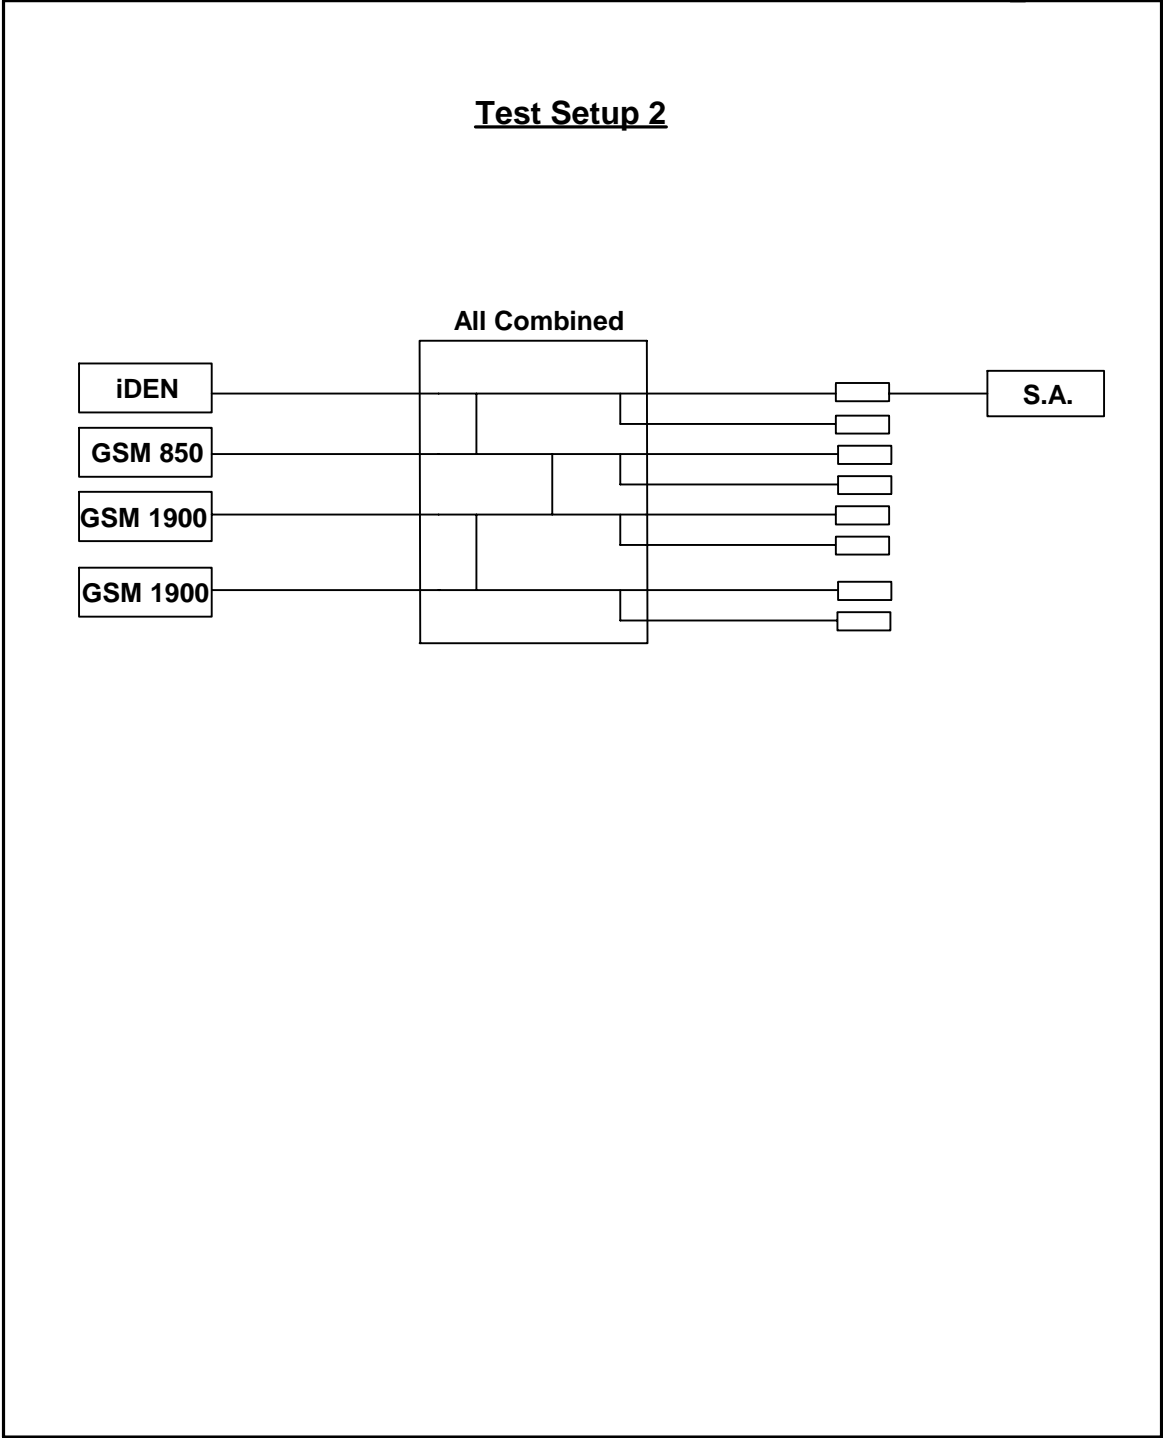 Test Setup 2
All Combined
iDEN
S.A.
GSM 850
GSM 1900
GSM 1900